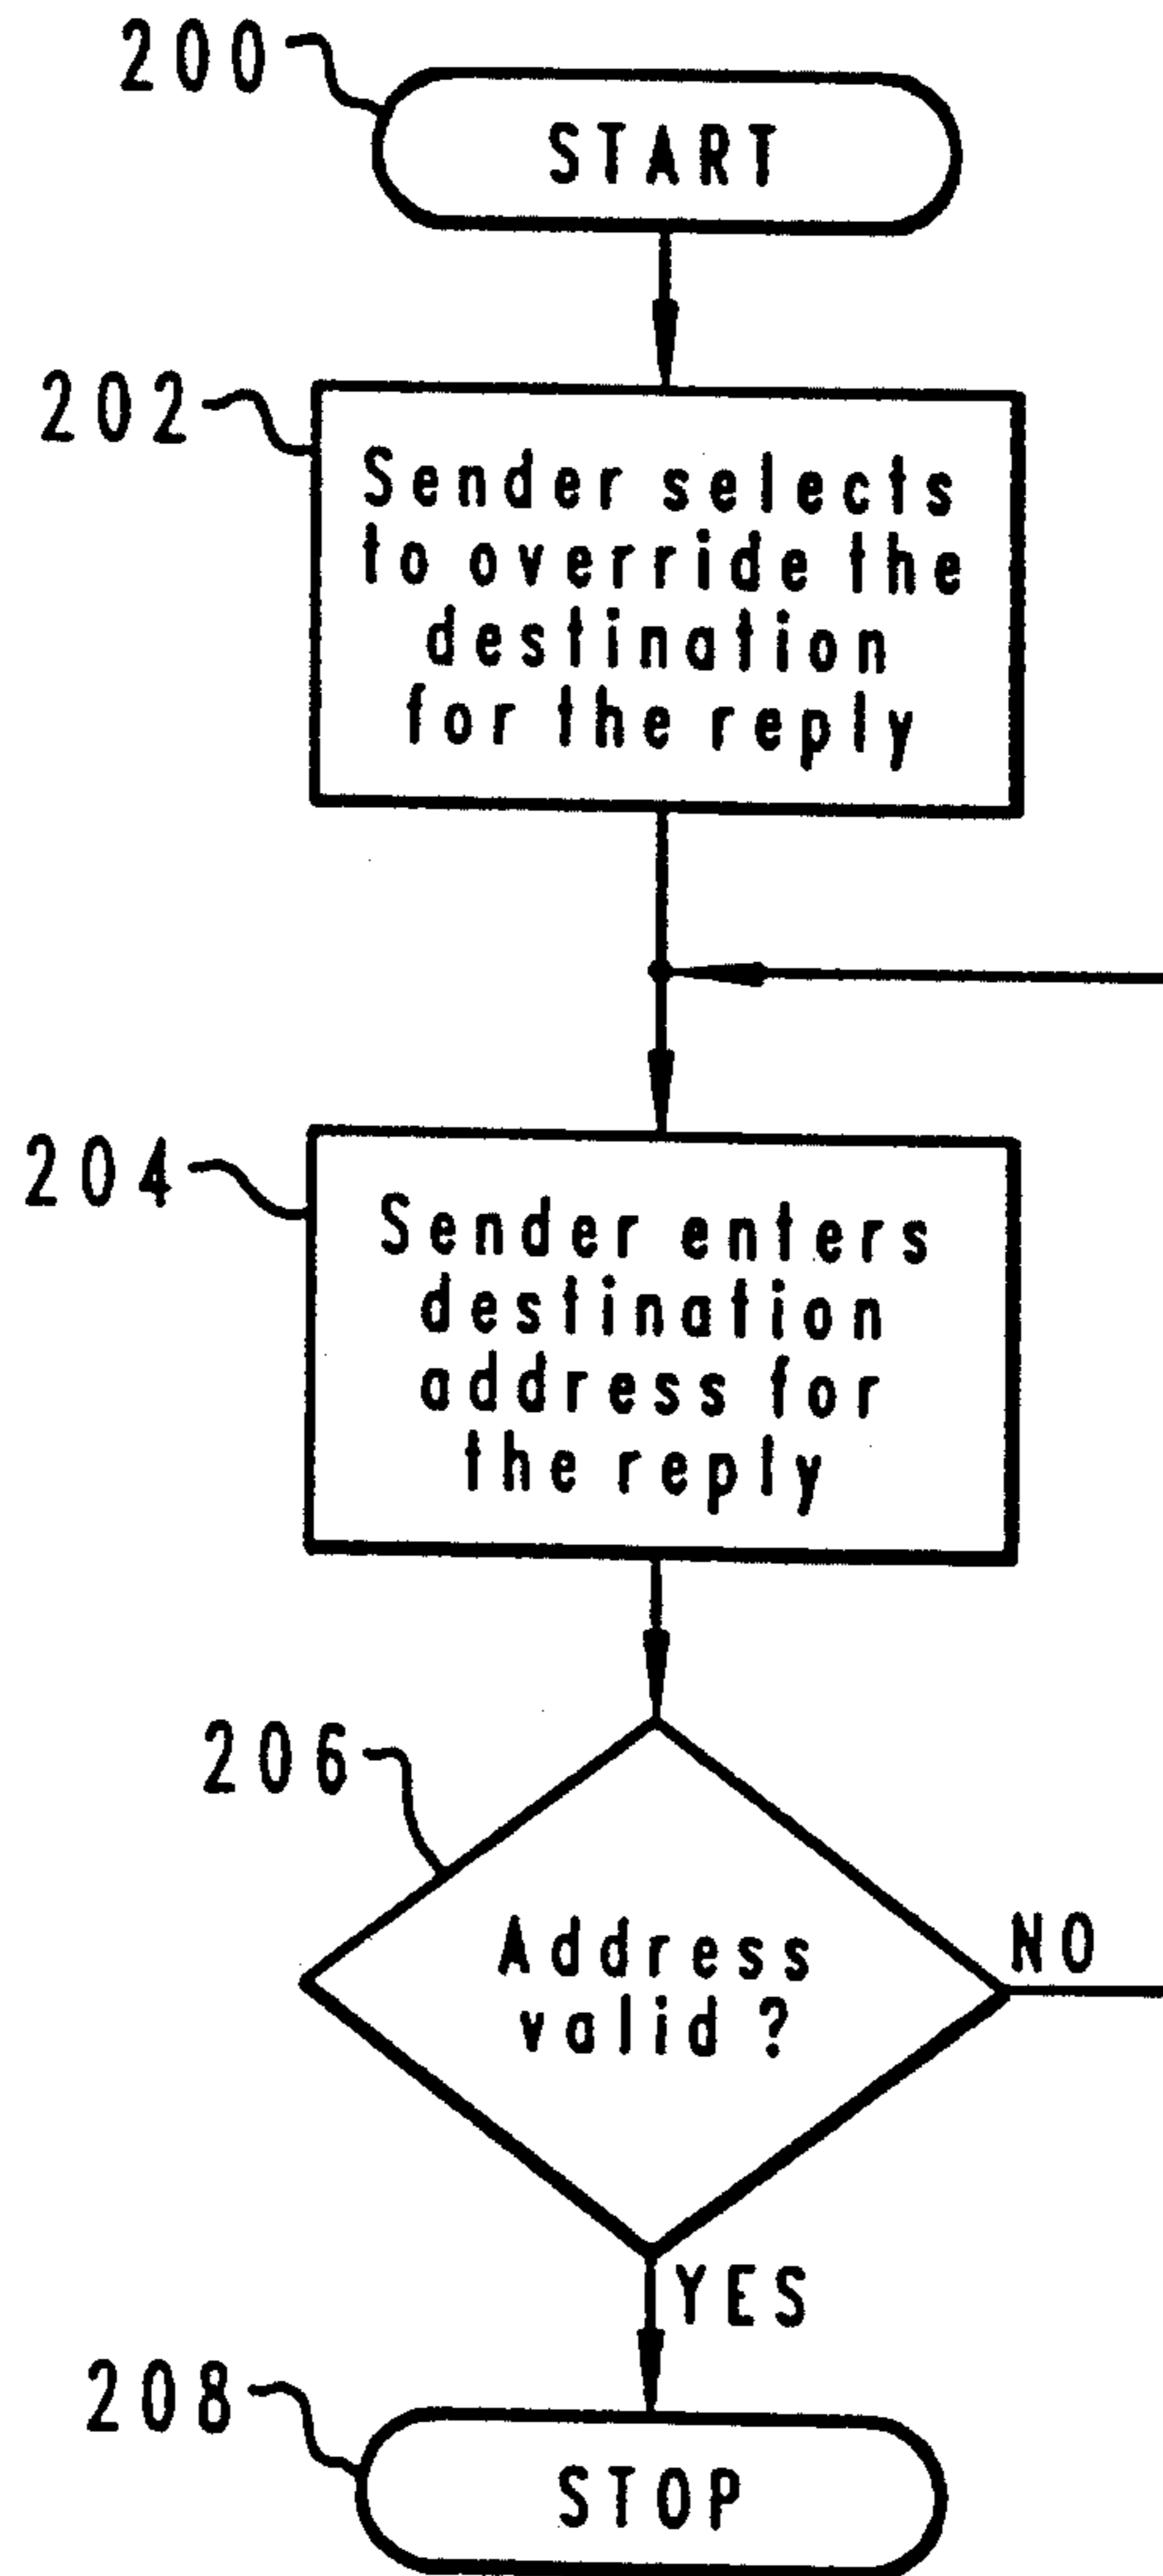 200
START
202
Sender selects
to override the
destination
for the reply
204
Sender enters
destination
address for
the reply
206
Address
valid?
NO
YES
208
STOP